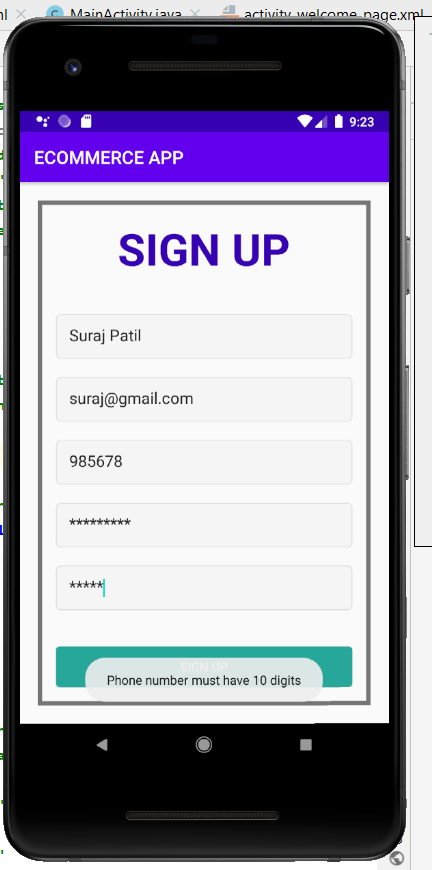 MainActivity.java activity_welcome_page.xml
9:23
ECOMMERCE APP
SIGN UP
Suraj Patil
suraj@gmail.com
985678
*********
*****
SIGN UP
Phone number must have 10 digits